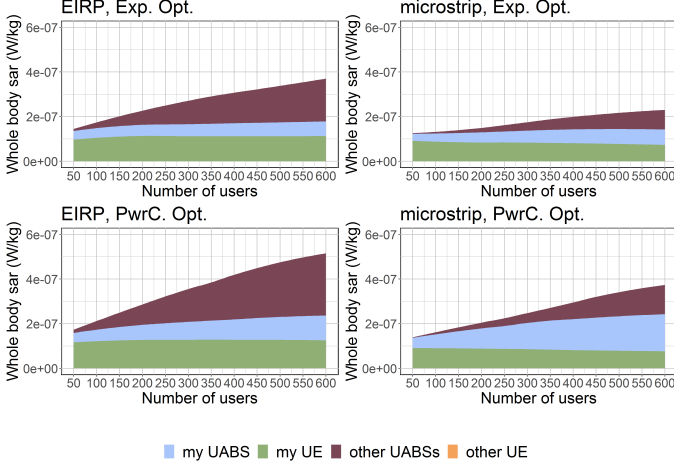 EIRP, Exp. Opt.
microstrip, Exp. Opt.
Whole body sar (W/kg)
6e-07
4e-07
2e-07
0e+00
50 100 150 200 250 300 350 400 450 500 550 600
Number of users
Whole body sar (W/kg)
6e-07
4e-07
2e-07
0e+00
50 100 150 200 250 300 350 400 450 500 550 600
Number of users
EIRP, PwrC. Opt.
microstrip, PwrC. Opt.
Whole body sar (W/kg)
6e-07
4e-07
2e-07
0e+00
50 100 150 200 250 300 350 400 450 500 550 600
Number of users
Whole body sar (W/kg)
6e-07
4e-07
2e-07
0e+00
50 100 150 200 250 300 350 400 450 500 550 600
Number of users
my UABS my UE other UABSs other UE